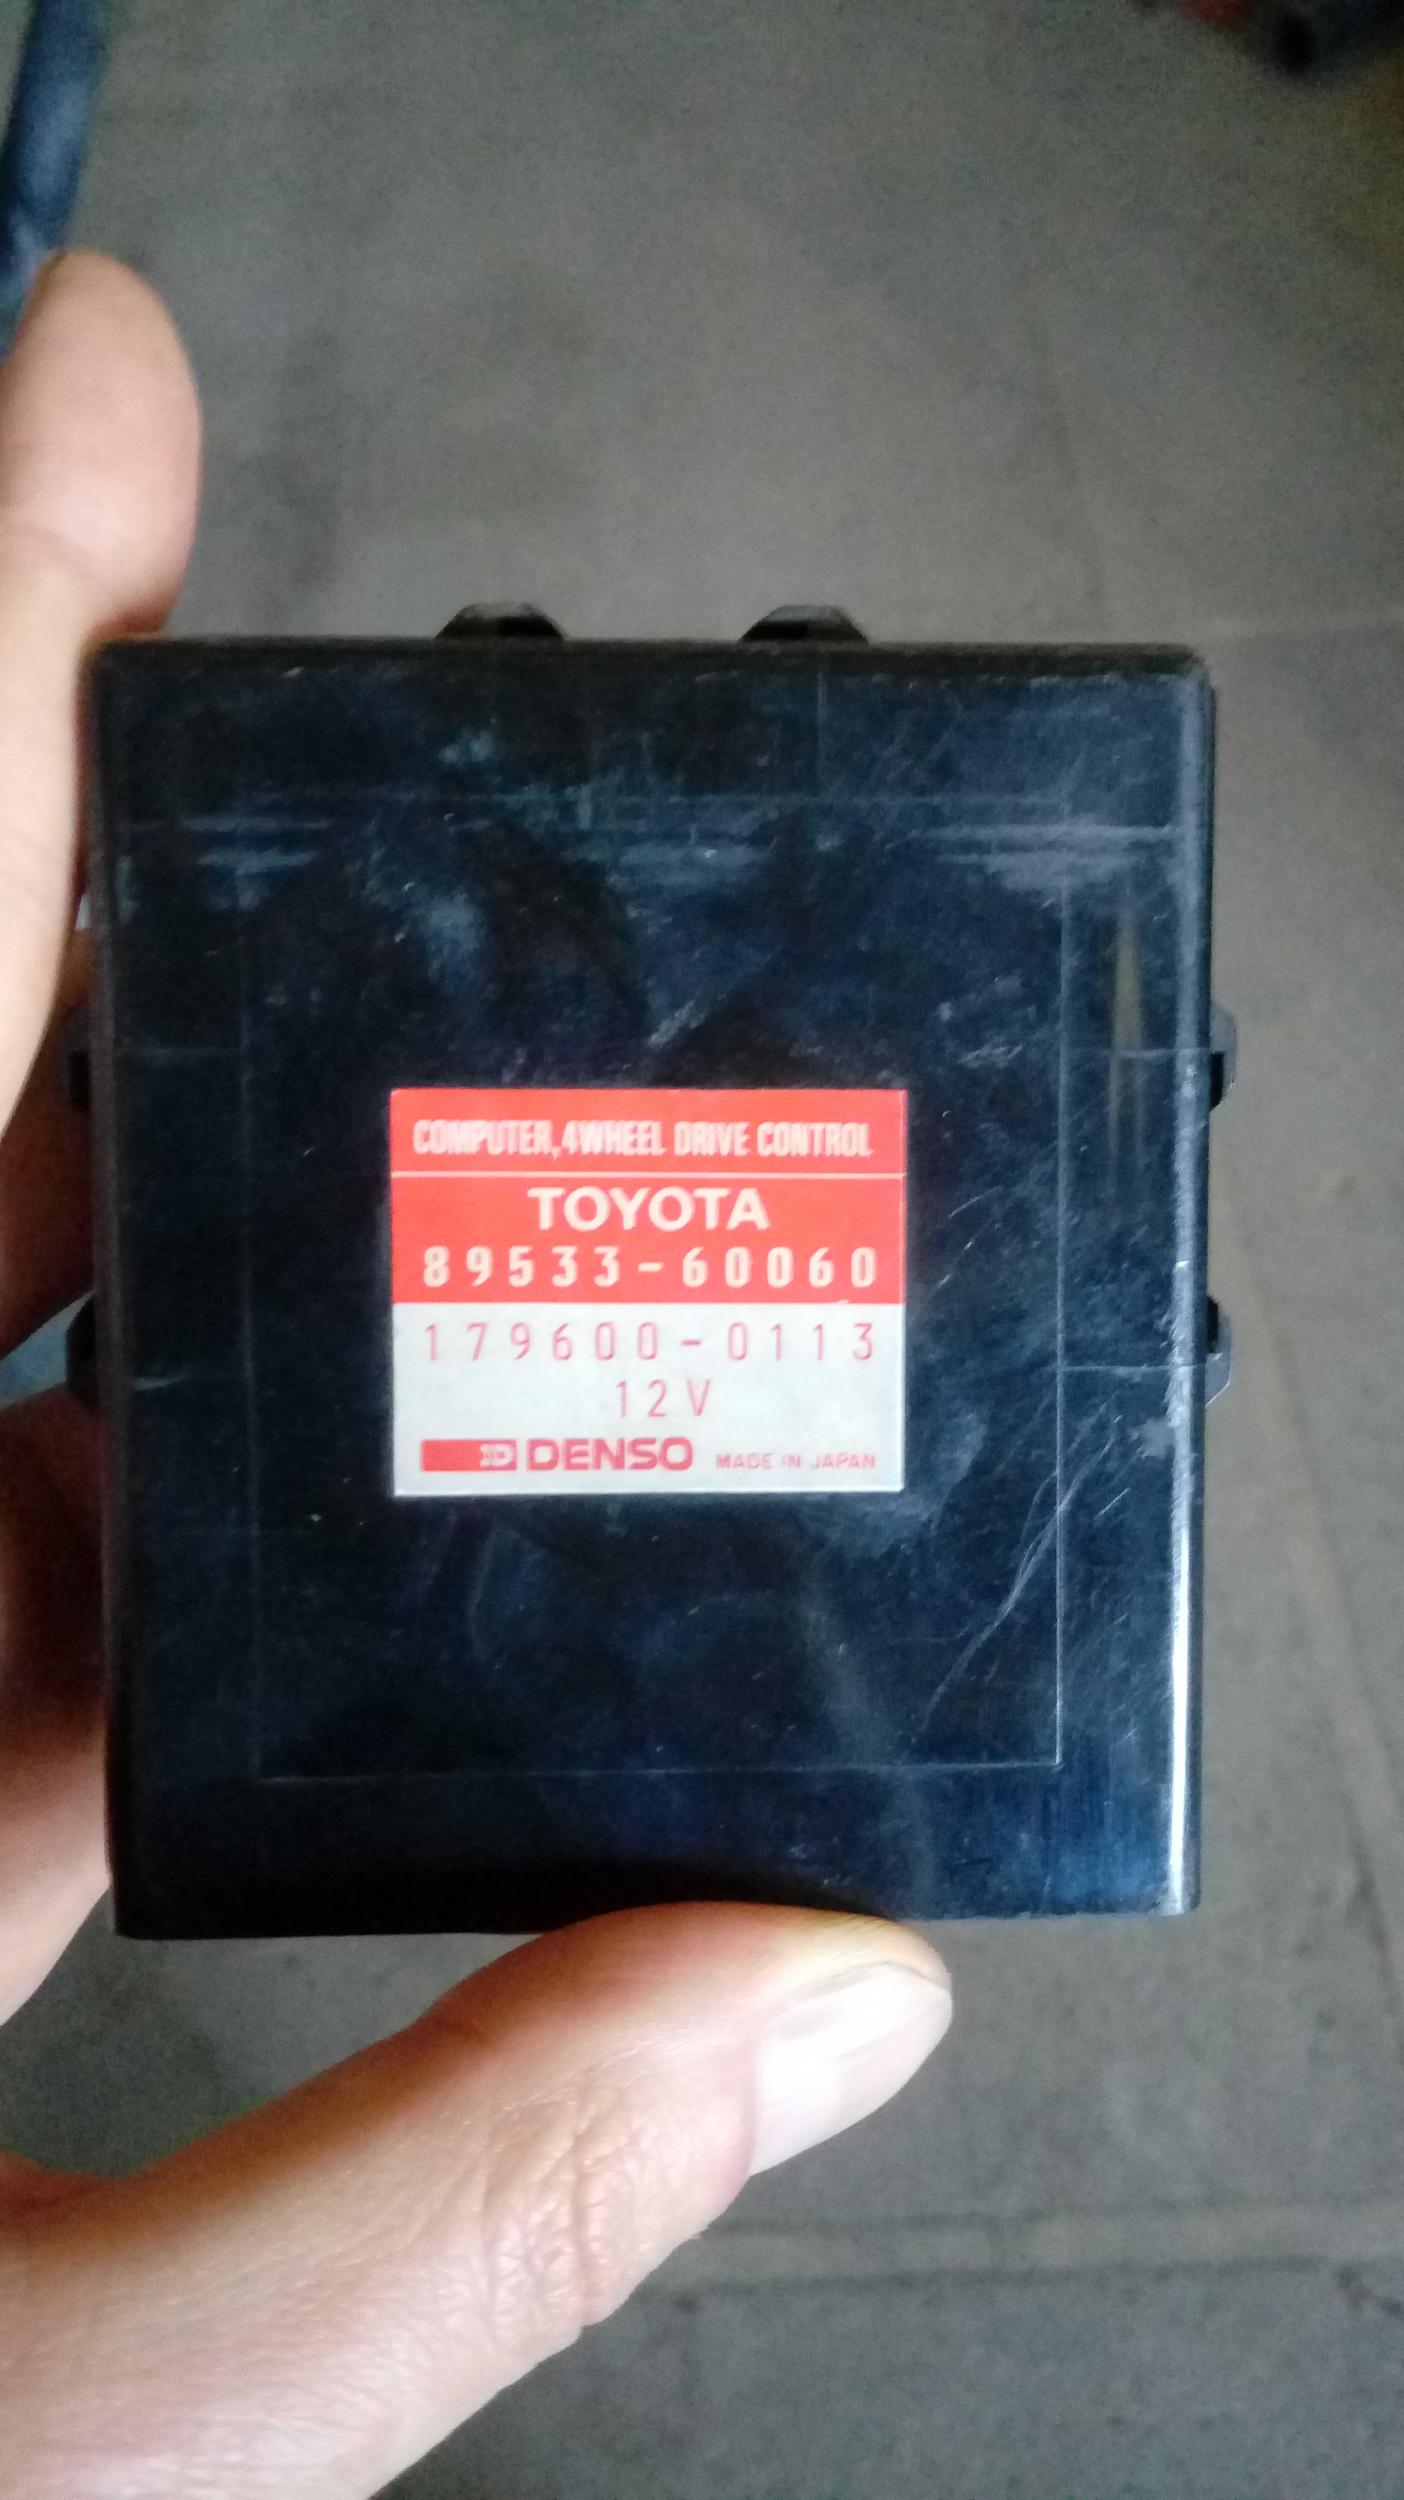 COMPUTER,4WHEEL DRIVE CONTROL
TOYOTA
89533-60060
179600-0113
12V
DENSO MADE IN JAPAN